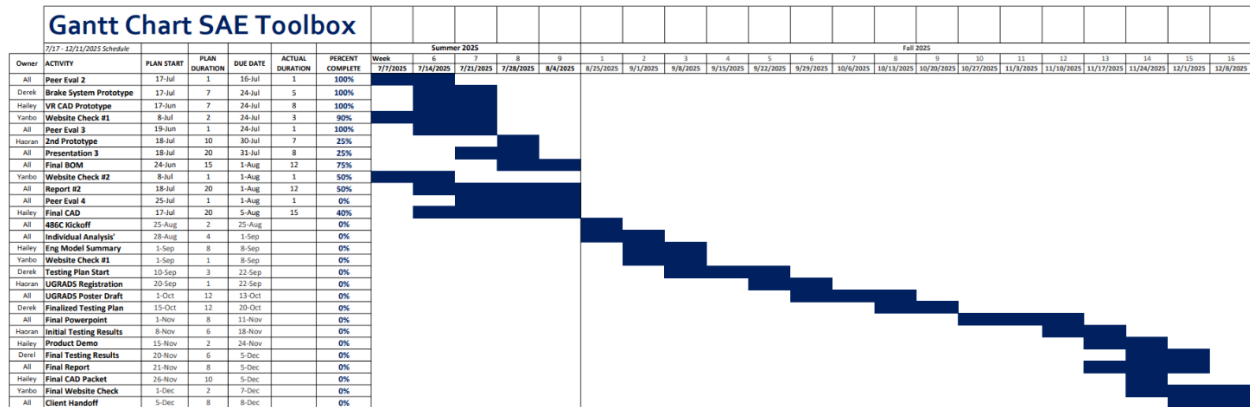 Gantt Chart SAE Toolbox
7/17 - 12/11/2025 Schedule Summer 2025 Fall 2025
Owner ACTIVITY PLAN START PLAN DURATION DUE DATE ACTUAL DURATION PERCENT COMPLETE Week 6 7 8 9 1 2 3 4 5 6 7 8 9 10 11 12 13 14 15 16
7/7/2025 7/14/2025 7/21/2025 7/28/2025 8/4/2025 8/25/2025 9/1/2025 9/8/2025 9/15/2025 9/22/2025 9/29/2025 10/6/2025 10/13/2025 10/20/2025 10/27/2025 11/3/2025 11/10/2025 11/17/2025 11/24/2025 12/1/2025 12/8/2025
All Peer Eval 2 17-Jul 1 16-Jul 1 100%
Derek Brake System Prototype 17-Jul 7 24-Jul 5 100%
Hailey VR CAD Prototype 17-Jun 7 24-Jul 8 100%
Yanbo Website Check #1 8-Jul 2 24-Jul 3 90%
All Peer Eval 3 19-Jun 1 24-Jul 1 100%
Haoran 2nd Prototype 18-Jul 10 30-Jul 7 25%
All Presentation 3 18-Jul 20 31-Jul 8 25%
All Final BOM 24-Jun 15 1-Aug 12 75%
Yanbo Website Check #2 8-Jul 1 1-Aug 1 50%
All Report #2 18-Jul 20 1-Aug 12 50%
All Peer Eval 4 25-Jul 1 1-Aug 1 0%
Hailey Final CAD 17-Jul 20 5-Aug 15 40%
All 486C Kickoff 25-Aug 2 25-Aug 0%
All Individual Analysis' 28-Aug 4 1-Sep 0%
Hailey Eng Model Summary 1-Sep 8 8-Sep 0%
Yanbo Website Check #1 1-Sep 1 8-Sep 0%
Derek Testing Plan Start 10-Sep 3 22-Sep 0%
Haoran UGRADS Registration 20-Sep 1 22-Sep 0%
All UGRADS Poster Draft 1-Oct 12 13-Oct 0%
Derek Finalized Testing Plan 15-Oct 12 20-Oct 0%
All Final Powerpoint 1-Nov 8 11-Nov 0%
Haoran Initial Testing Results 8-Nov 6 18-Nov 0%
Hailey Product Demo 15-Nov 2 24-Nov 0%
Derel Final Testing Results 20-Nov 6 5-Dec 0%
All Final Report 21-Nov 8 5-Dec 0%
Hailey Final CAD Packet 26-Nov 10 5-Dec 0%
Yanbo Final Website Check 1-Dec 2 7-Dec 0%
All Client Handoff 5-Dec 8 8-Dec 0%